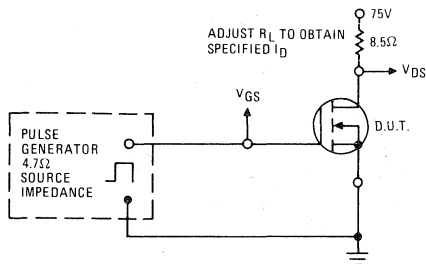 75V
ADJUST RL TO OBTAIN
SPECIFIED ID
8.5Ω
VDS
VGS
D.U.T.
PULSE
GENERATOR
4.7Ω
SOURCE
IMPEDANCE